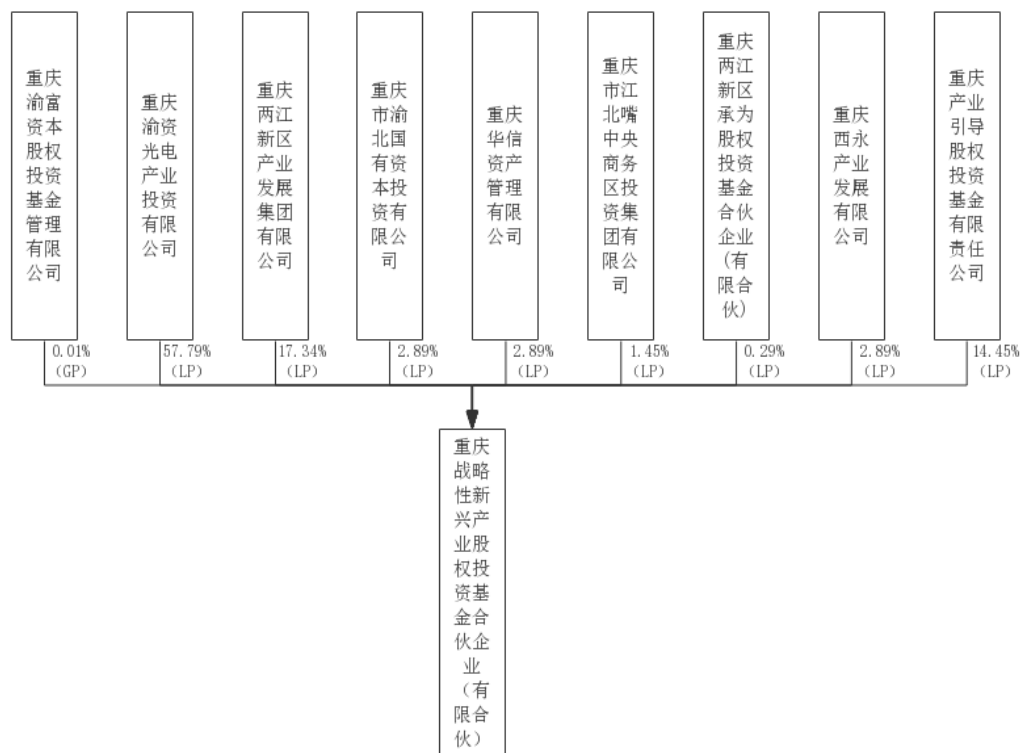 重庆
渝富
资本
股权
投资
基金
管理
有限
公司
重庆
渝资
光电
产业
投资
有限
公司
重庆
两江
新区
产业
发展
集团
有限
公司
重庆
市渝
北国
有资
本投
资有
限公
司
重庆
华信
资产
管理
有限
公司
重庆
市江
北嘴
中央
商务
区投
资集
团有
限公
司
重庆
两江
新区
承为
股权
投资
基金
合伙
企业
(有
限合
伙)
重庆
西永
产业
发展
有限
公司
重庆
产业
引导
股权
投资
基金
有限
责任
公司
0.01%
(GP)
57.79%
(LP)
17.34%
(LP)
2.89%
(LP)
2.89%
(LP)
1.45%
(LP)
0.29%
(LP)
2.89%
(LP)
14.45%
(LP)
重庆
战略
性新
兴产
业股
权投
资基
金合
伙企
业
（有
限合
伙）